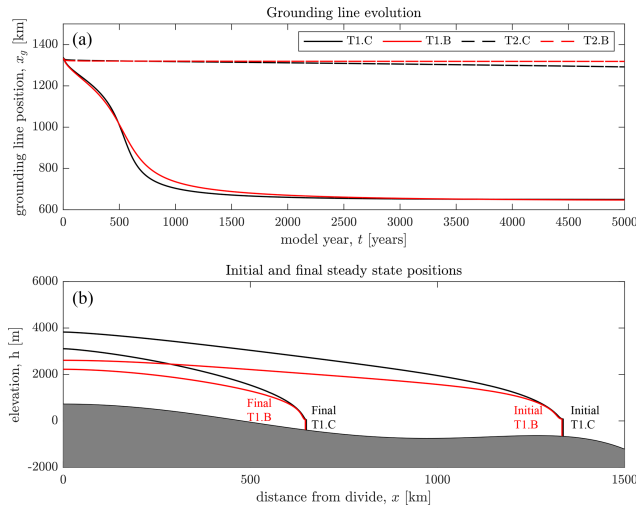 Grounding line evolution
(a)
T1.C T1.B T2.C T2.B
grounding line position, x_g [km]
1400
1200
1000
800
600
0 500 1000 1500 2000 2500 3000 3500 4000 4500 5000
model year, t [years]
Initial and final steady state positions
(b)
elevation, h [m]
6000
4000
2000
0
-2000
Final
T1.B
Final
T1.C
Initial
T1.B
Initial
T1.C
0 500 1000 1500
distance from divide, x [km]